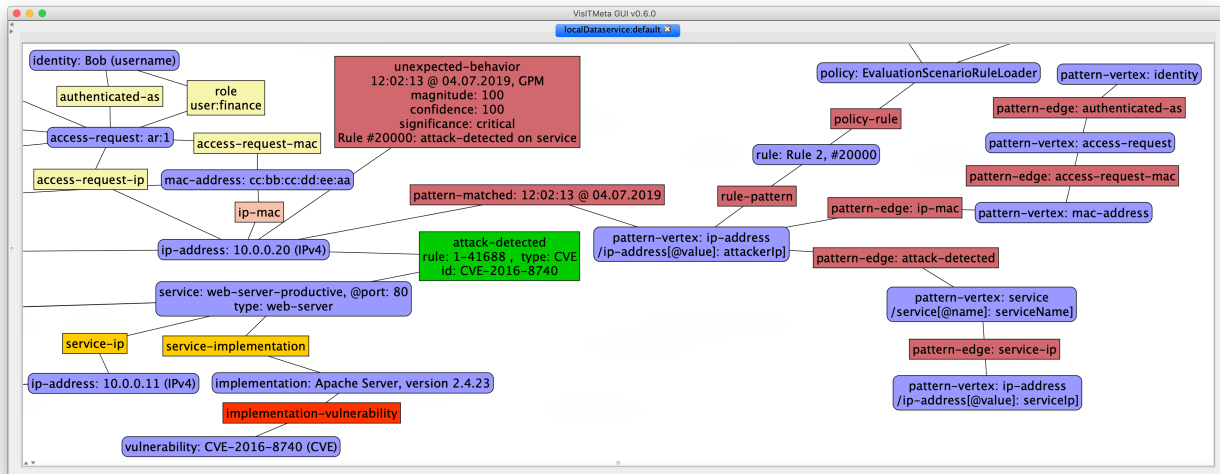 VisITMeta GUI v0.6.0
localDataservice:default
identity: Bob (username)
authenticated-as
role
user:finance
access-request: ar:1
access-request-mac
access-request-ip
mac-address: cc:bb:cc:dd:ee:aa
ip-mac
ip-address: 10.0.0.20 (IPv4)
unexpected-behavior
12:02:13 @ 04.07.2019, GPM
magnitude: 100
confidence: 100
significance: critical
Rule #20000: attack-detected on service
pattern-matched: 12:02:13 @ 04.07.2019
attack-detected
rule: 1-41688 , type: CVE
id: CVE-2016-8740
service: web-server-productive, @port: 80
type: web-server
service-ip
service-implementation
ip-address: 10.0.0.11 (IPv4)
implementation: Apache Server, version 2.4.23
implementation-vulnerability
vulnerability: CVE-2016-8740 (CVE)
policy: EvaluationScenarioRuleLoader
policy-rule
rule: Rule 2, #20000
rule-pattern
pattern-vertex: ip-address
/ip-address[@value]: attackerIp]
pattern-vertex: identity
pattern-edge: authenticated-as
pattern-vertex: access-request
pattern-edge: access-request-mac
pattern-edge: ip-mac
pattern-vertex: mac-address
pattern-edge: attack-detected
pattern-vertex: service
/service[@name]: serviceName]
pattern-edge: service-ip
pattern-vertex: ip-address
/ip-address[@value]: serviceIp]